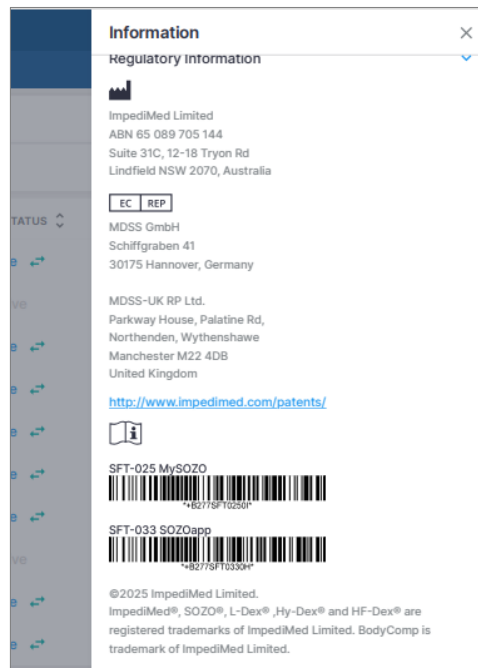 Information
Regulatory Information
ImpediMed Limited
ABN 65 089 705 144
Suite 31C, 12-18 Tryon Rd
Lindfield NSW 2070, Australia
EC REP
MDSS GmbH
Schiffgraben 41
30175 Hannover, Germany
MDSS-UK RP Ltd.
Parkway House, Palatine Rd,
Northenden, Wythenshawe
Manchester M22 4DB
United Kingdom
http://www.impedimed.com/patents/
i
SFT-025 MySOZO
*+B277SFT0250I*
SFT-033 SOZOapp
*+B277SFT0330H*
©2025 ImpediMed Limited.
ImpediMed®, SOZO®, L-Dex® ,Hy-Dex® and HF-Dex® are
registered trademarks of ImpediMed Limited. BodyComp is
trademark of ImpediMed Limited.